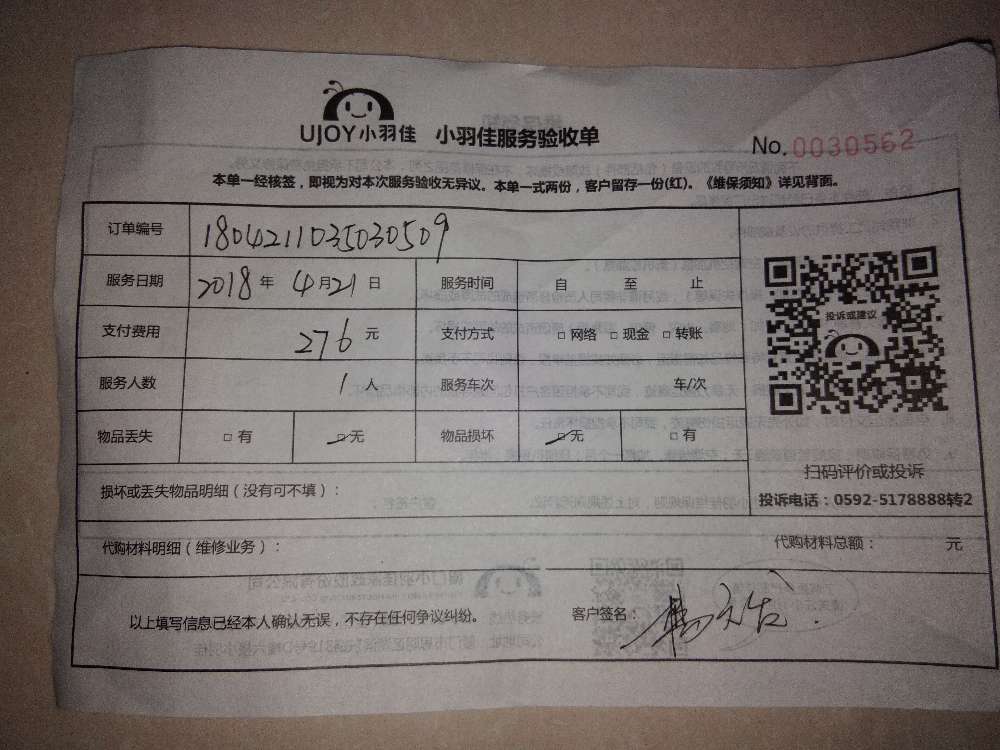 UJOY小羽佳 小羽佳服务验收单
No.0030562
本单一经核签，即视为对本次服务验收无异议。本单一式两份，客户留存一份(红)。《维保须知》详见背面。
订单编号 1804211035030509
服务日期 2018年 4月21日 服务时间 自 至 止
支付费用 276元 支付方式 □网络 □现金 □转账
服务人数 1人 服务车次 车/次
物品丢失 □有 □无 物品损坏 □无 □有
投诉或建议
扫码评价或投诉
投诉电话：0592-5178888转2
损坏或丢失物品明细（没有可不填）：
代购材料明细（维修业务）： 代购材料总额： 元
以上填写信息已经本人确认无误，不存在任何争议纠纷。 客户签名：